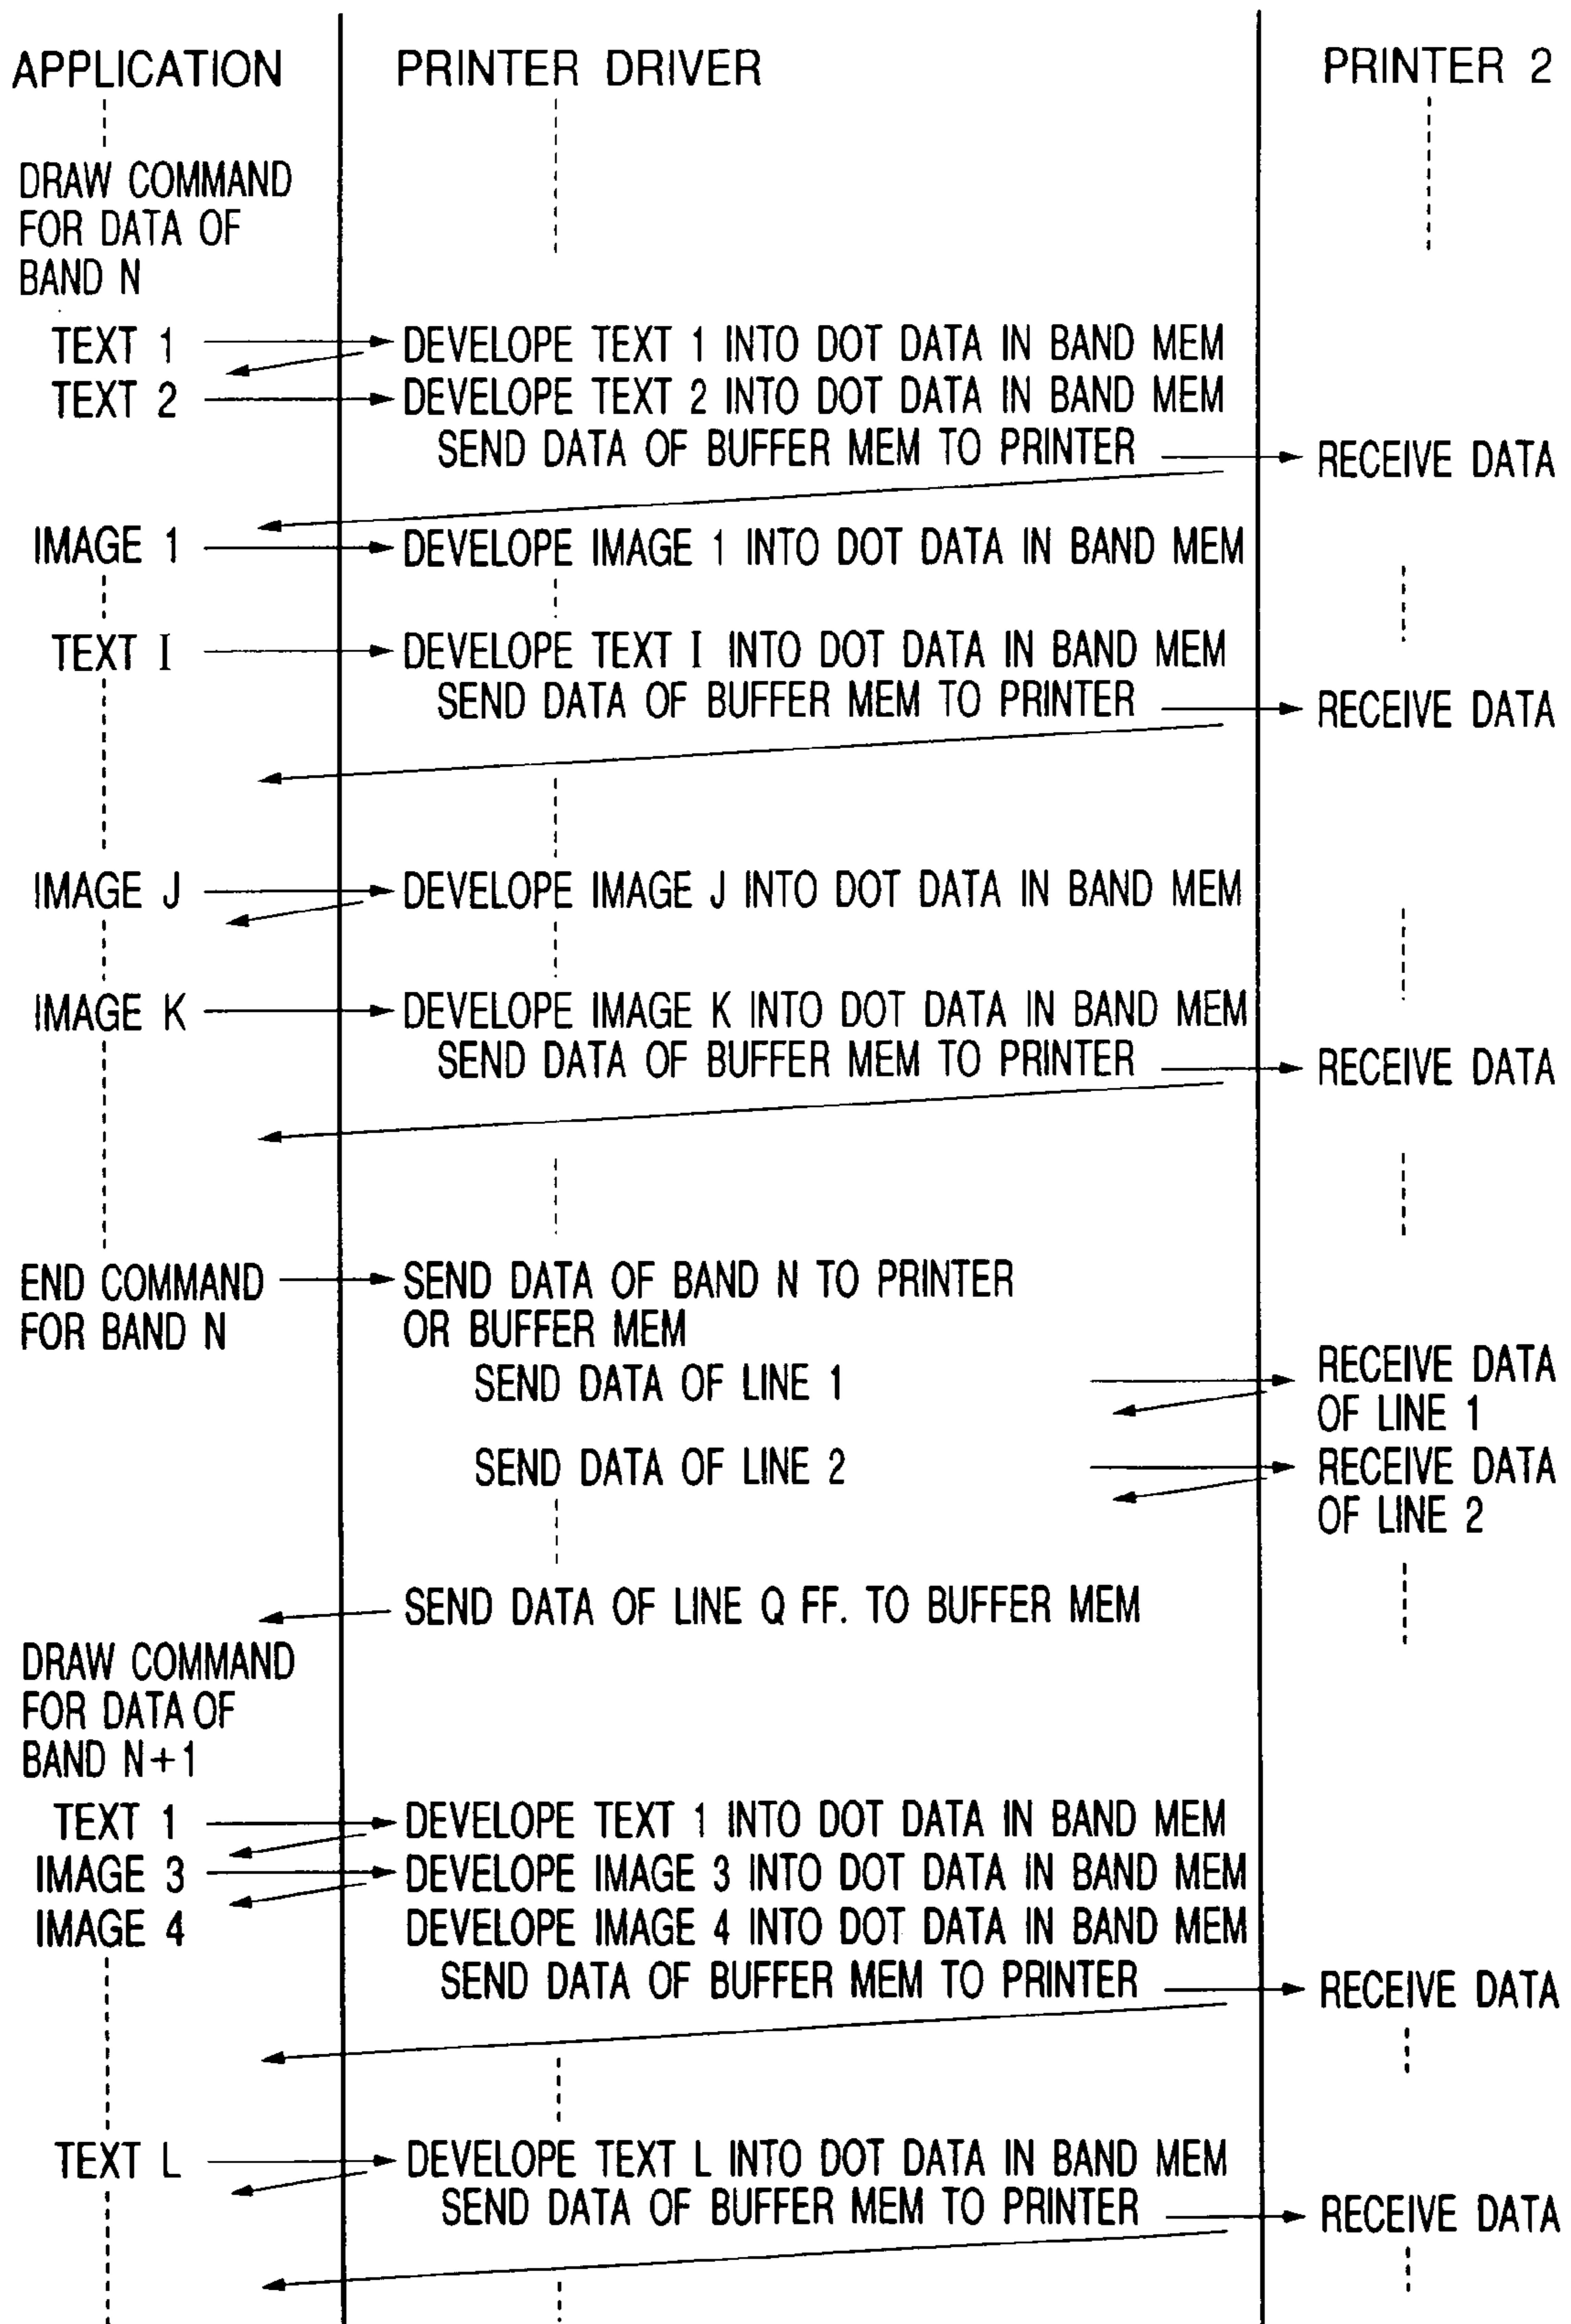 APPLICATION PRINTER DRIVER PRINTER 2
DRAW COMMAND
FOR DATA OF
BAND N
TEXT 1 DEVELOPE TEXT 1 INTO DOT DATA IN BAND MEM
TEXT 2 DEVELOPE TEXT 2 INTO DOT DATA IN BAND MEM
SEND DATA OF BUFFER MEM TO PRINTER RECEIVE DATA
IMAGE 1 DEVELOPE IMAGE 1 INTO DOT DATA IN BAND MEM
TEXT I DEVELOPE TEXT I INTO DOT DATA IN BAND MEM
SEND DATA OF BUFFER MEM TO PRINTER RECEIVE DATA
IMAGE J DEVELOPE IMAGE J INTO DOT DATA IN BAND MEM
IMAGE K DEVELOPE IMAGE K INTO DOT DATA IN BAND MEM
SEND DATA OF BUFFER MEM TO PRINTER RECEIVE DATA
END COMMAND SEND DATA OF BAND N TO PRINTER
FOR BAND N OR BUFFER MEM
SEND DATA OF LINE 1 RECEIVE DATA
OF LINE 1
SEND DATA OF LINE 2 RECEIVE DATA
OF LINE 2
SEND DATA OF LINE Q FF. TO BUFFER MEM
DRAW COMMAND
FOR DATA OF
BAND N+1
TEXT 1 DEVELOPE TEXT 1 INTO DOT DATA IN BAND MEM
IMAGE 3 DEVELOPE IMAGE 3 INTO DOT DATA IN BAND MEM
IMAGE 4 DEVELOPE IMAGE 4 INTO DOT DATA IN BAND MEM
SEND DATA OF BUFFER MEM TO PRINTER RECEIVE DATA
TEXT L DEVELOPE TEXT L INTO DOT DATA IN BAND MEM
SEND DATA OF BUFFER MEM TO PRINTER RECEIVE DATA